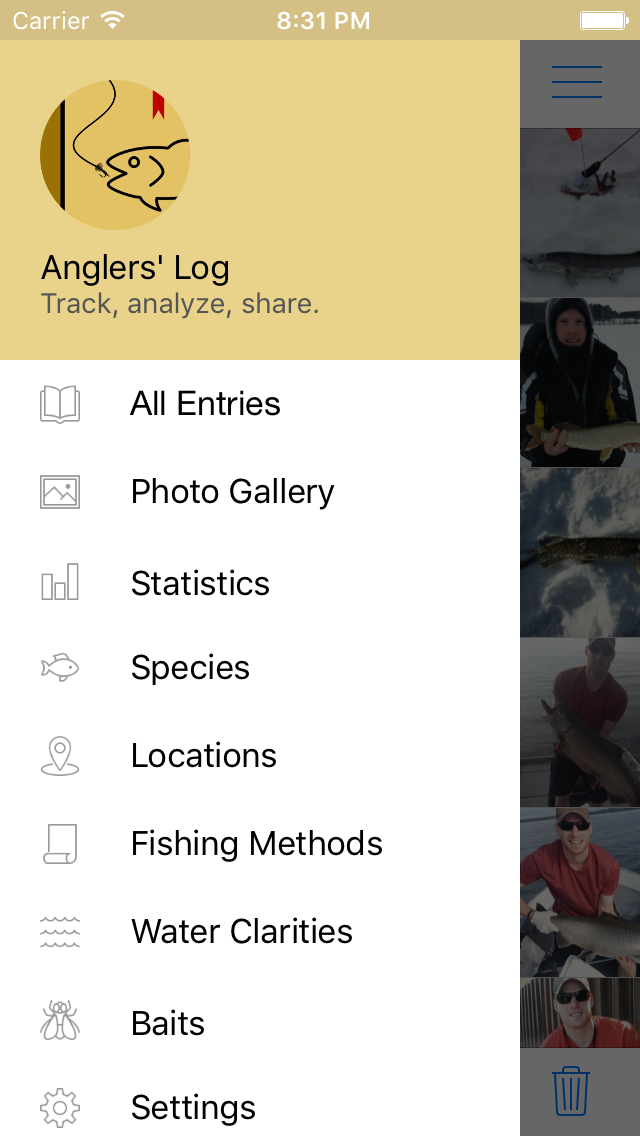 Carrier 8:31 PM
Anglers' Log
Track, analyze, share.
All Entries
Photo Gallery
Statistics
Species
Locations
Fishing Methods
Water Clarities
Baits
Settings